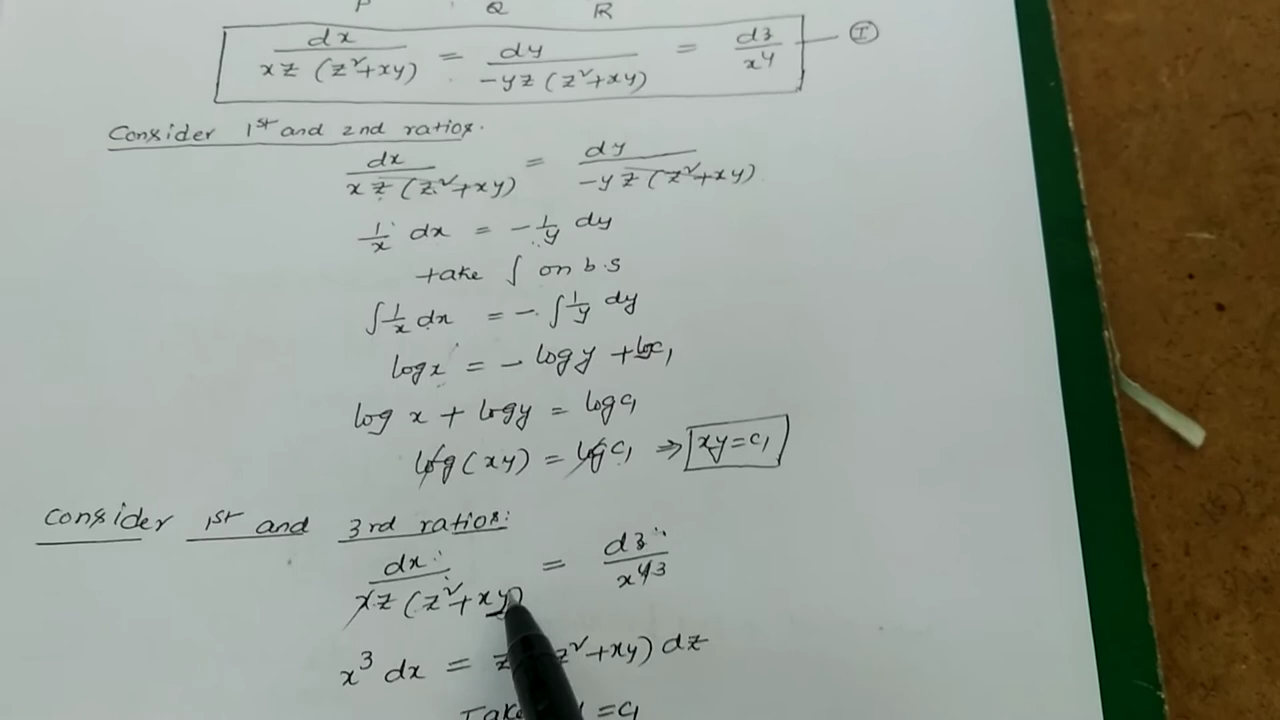 P Q R
dx/xz (z²+xy) = dy/-yz (z²+xy) = dz/x⁴ — I
Consider 1st and 2nd ratios.
dx/xz (z²+xy) = dy/-yz (z²+xy)
1/x dx = -1/y dy
take ∫ on b.s
∫1/x dx = -∫1/y dy
log x = - log y + log c₁
log x + log y = log c₁
log (xy) = log c₁ ⇒ xy=c₁
Consider 1st and 3rd ratios:
dx/xz (z²+xy) = dz/x⁴3
x³ dx = z z²+xy) dz
Take =c₁